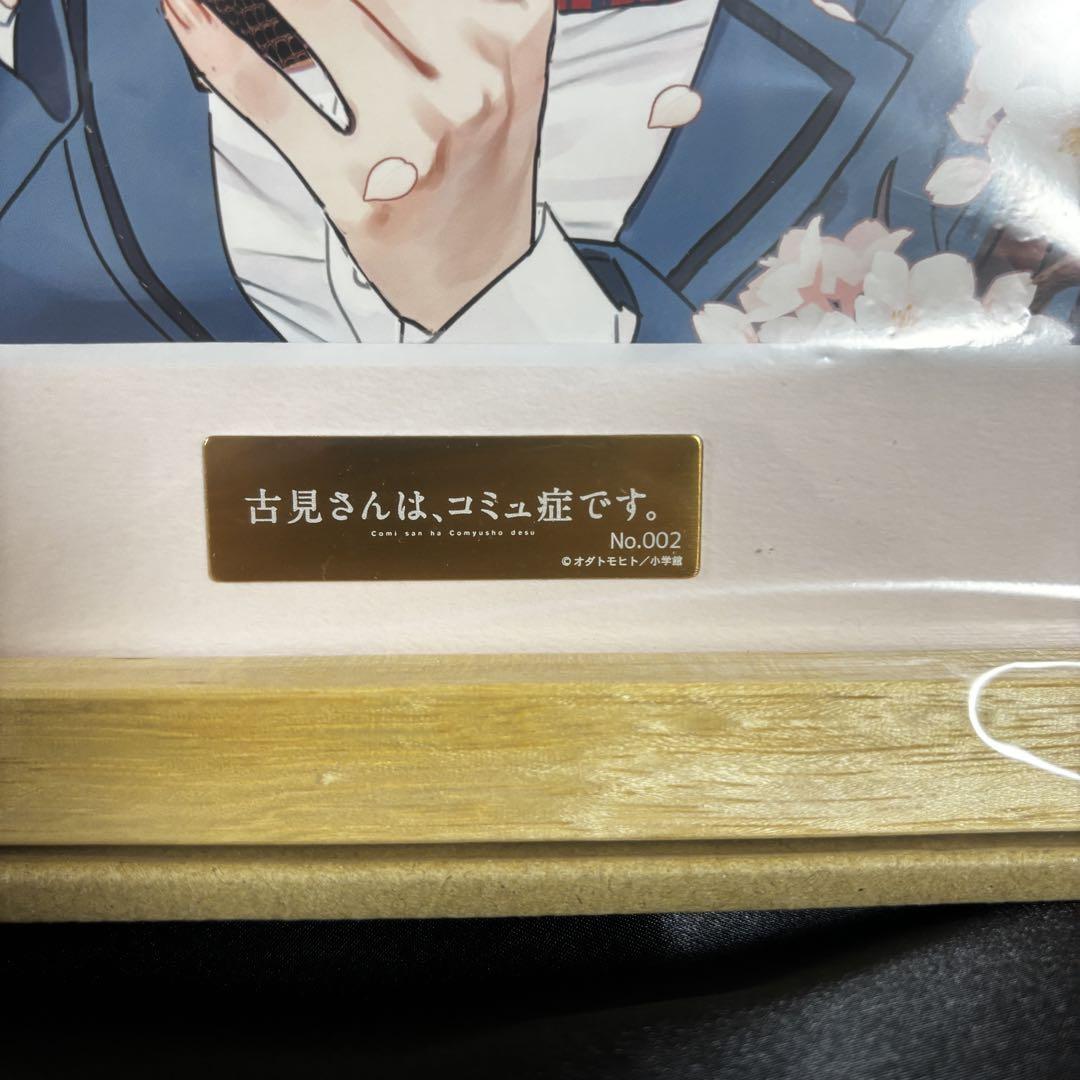 古見さんは、コミュ症です。
Comi san ha Comyusho desu
No.002
©オダトモヒト／小学館